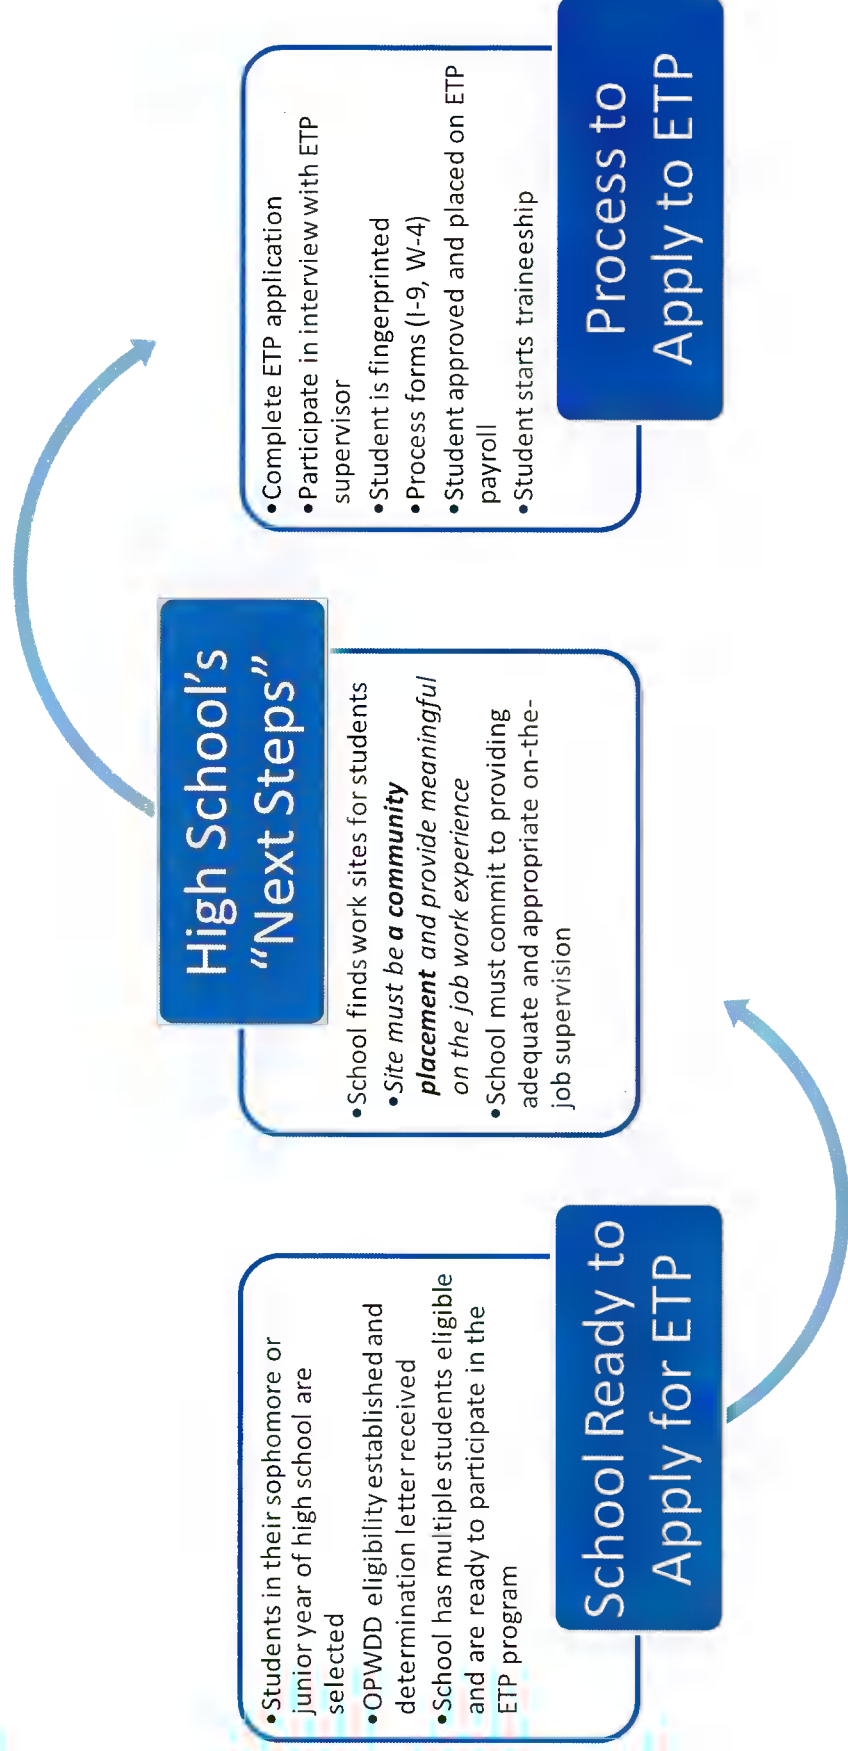 •Students in their sophomore or
junior year of high school are
selected
•OPWDD eligibility established and
determination letter received
•School has multiple students eligible
and are ready to participate in the
ETP program
School Ready to
Apply for ETP
High School's
“Next Steps”
•School finds work sites for students
•Site must be a community
placement and provide meaningful
on the job work experience
•School must commit to providing
adequate and appropriate on-the-
job supervision
•Complete ETP application
•Participate in interview with ETP
supervisor
•Student is fingerprinted
•Process forms (I-9, W-4)
•Student approved and placed on ETP
payroll
•Student starts traineeship
Process to
Apply to ETP